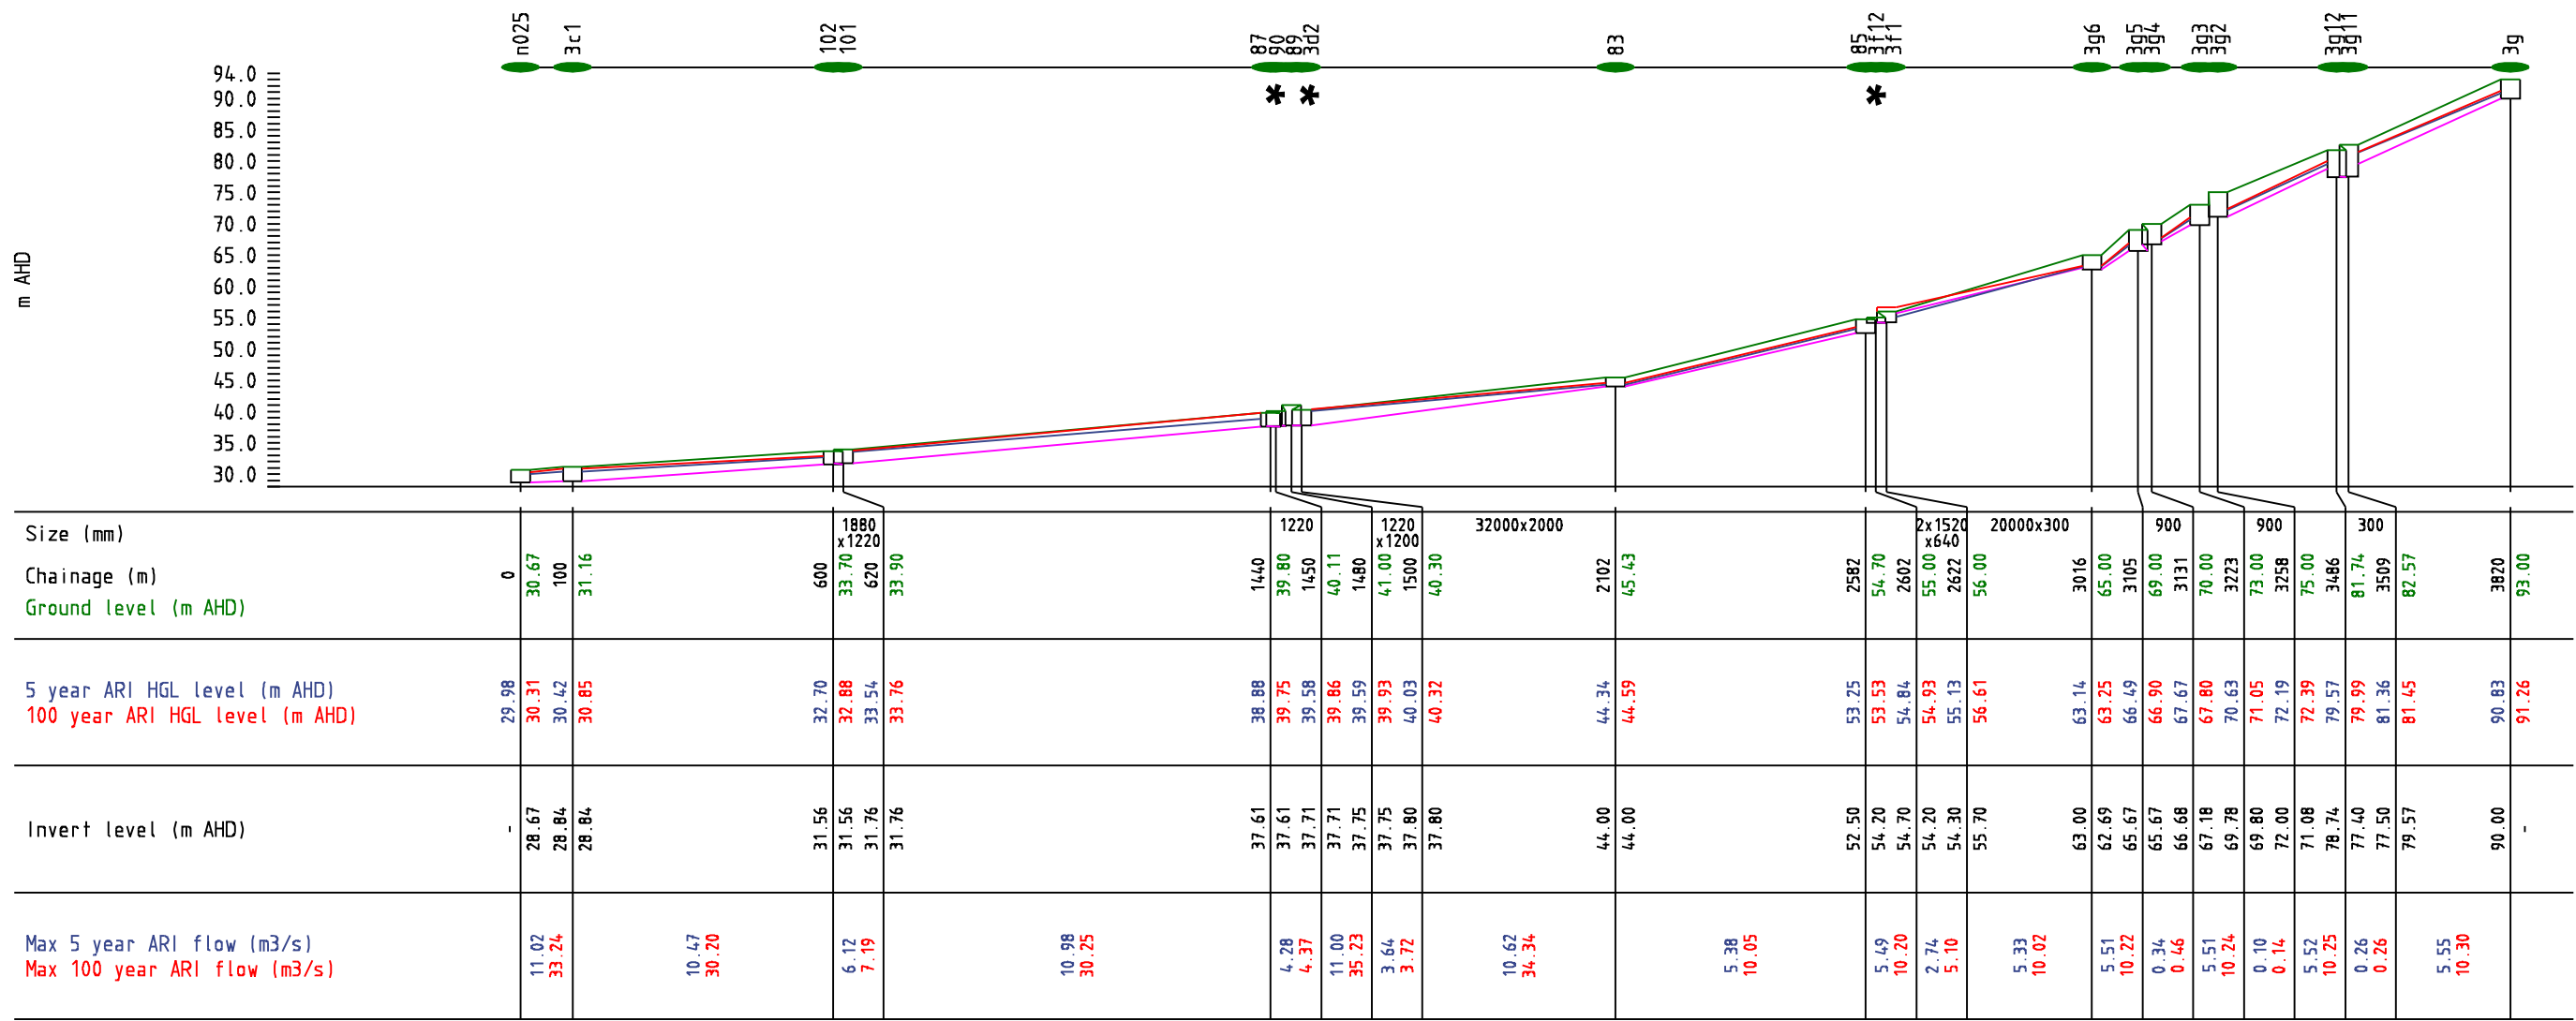 n025 3c1 102 101 87 90 89 3d2 83 85 3f12 3f1 3g6 3g5 3g4 3g3 3g2 3g12 3g11 3g
* * *
m AHD
94.0
90.0
85.0
80.0
75.0
70.0
65.0
60.0
55.0
50.0
45.0
40.0
35.0
30.0
Size (mm) 1880 1220 1220 32000x2000 2x1520 20000x300 900 900 300
x1220 x1200 x640
Chainage (m) 0 100 600 620 1440 1450 1480 1500 2102 2582 2602 2622 3016 3105 3131 3223 3258 3486 3509 3820
Ground level (m AHD) 30.67 31.16 33.70 33.90 39.80 40.11 41.00 40.30 45.43 54.70 55.00 56.00 65.00 69.00 70.00 73.00 75.00 81.74 82.57 93.00
5 year ARI HGL level (m AHD) 29.98 30.42 32.70 33.54 38.88 39.58 39.59 40.03 44.34 53.25 54.84 55.13 63.14 66.49 67.67 70.63 72.19 79.57 81.36 90.83
100 year ARI HGL level (m AHD) 30.31 30.85 32.88 33.76 39.75 39.86 39.93 40.32 44.59 53.53 54.93 56.61 63.25 66.90 67.80 71.05 72.39 79.99 81.45 91.26
Invert level (m AHD) - 28.67 28.84 28.84 31.56 31.56 31.76 31.76 37.61 37.61 37.71 37.71 37.75 37.75 37.80 37.80 44.00 44.00 52.50 54.20 54.70 54.20 54.30 55.70 63.00 62.69 65.67 65.67 66.68 67.18 69.78 69.80 72.00 71.08 78.74 77.40 77.50 79.57 90.00 -
Max 5 year ARI flow (m3/s) 11.02 10.47 6.12 10.98 4.28 11.00 3.64 10.62 5.38 5.49 2.74 5.33 5.51 0.34 5.51 0.10 5.52 0.26 5.55
Max 100 year ARI flow (m3/s) 33.24 30.20 7.19 30.25 4.37 35.23 3.72 34.34 10.05 10.20 5.10 10.02 10.22 0.46 10.24 0.14 10.25 0.26 10.30